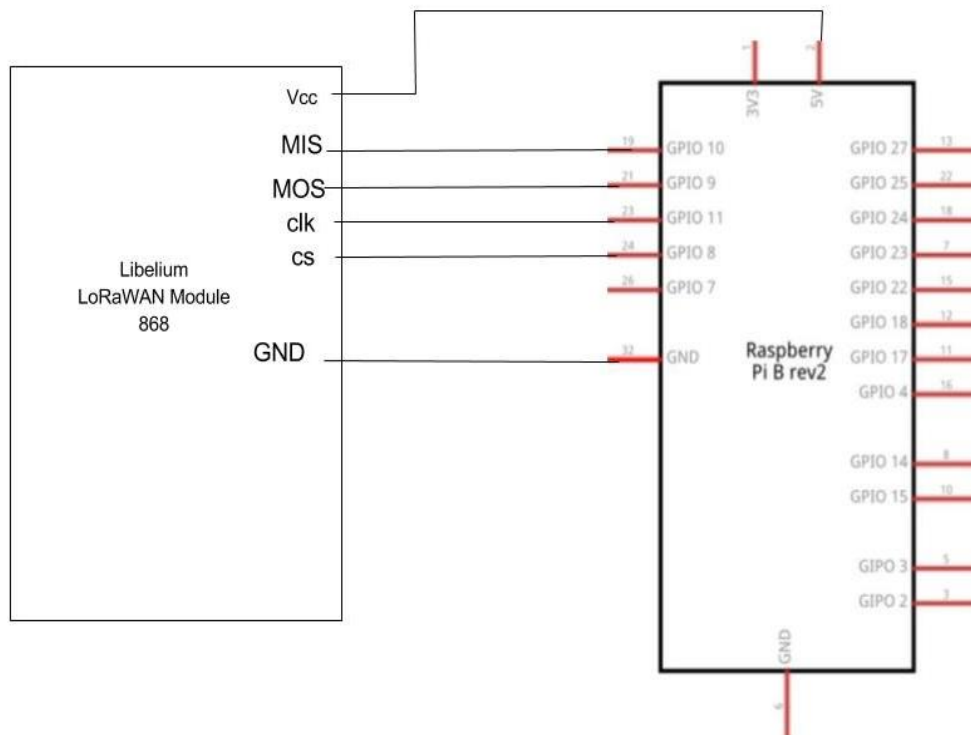 Vcc
MIS
MOS
clk
cs
GND
Libelium
LoRaWAN Module
868
1
2
3V3
5V
19
GPIO 10
21
GPIO 9
23
GPIO 11
24
GPIO 8
26
GPIO 7
32
GND
Raspberry
Pi B rev2
GPIO 27
13
GPIO 25
22
GPIO 24
18
GPIO 23
7
GPIO 22
15
GPIO 18
12
GPIO 17
11
GPIO 4
16
GPIO 14
8
GPIO 15
10
GIPO 3
5
GIPO 2
3
GND
6